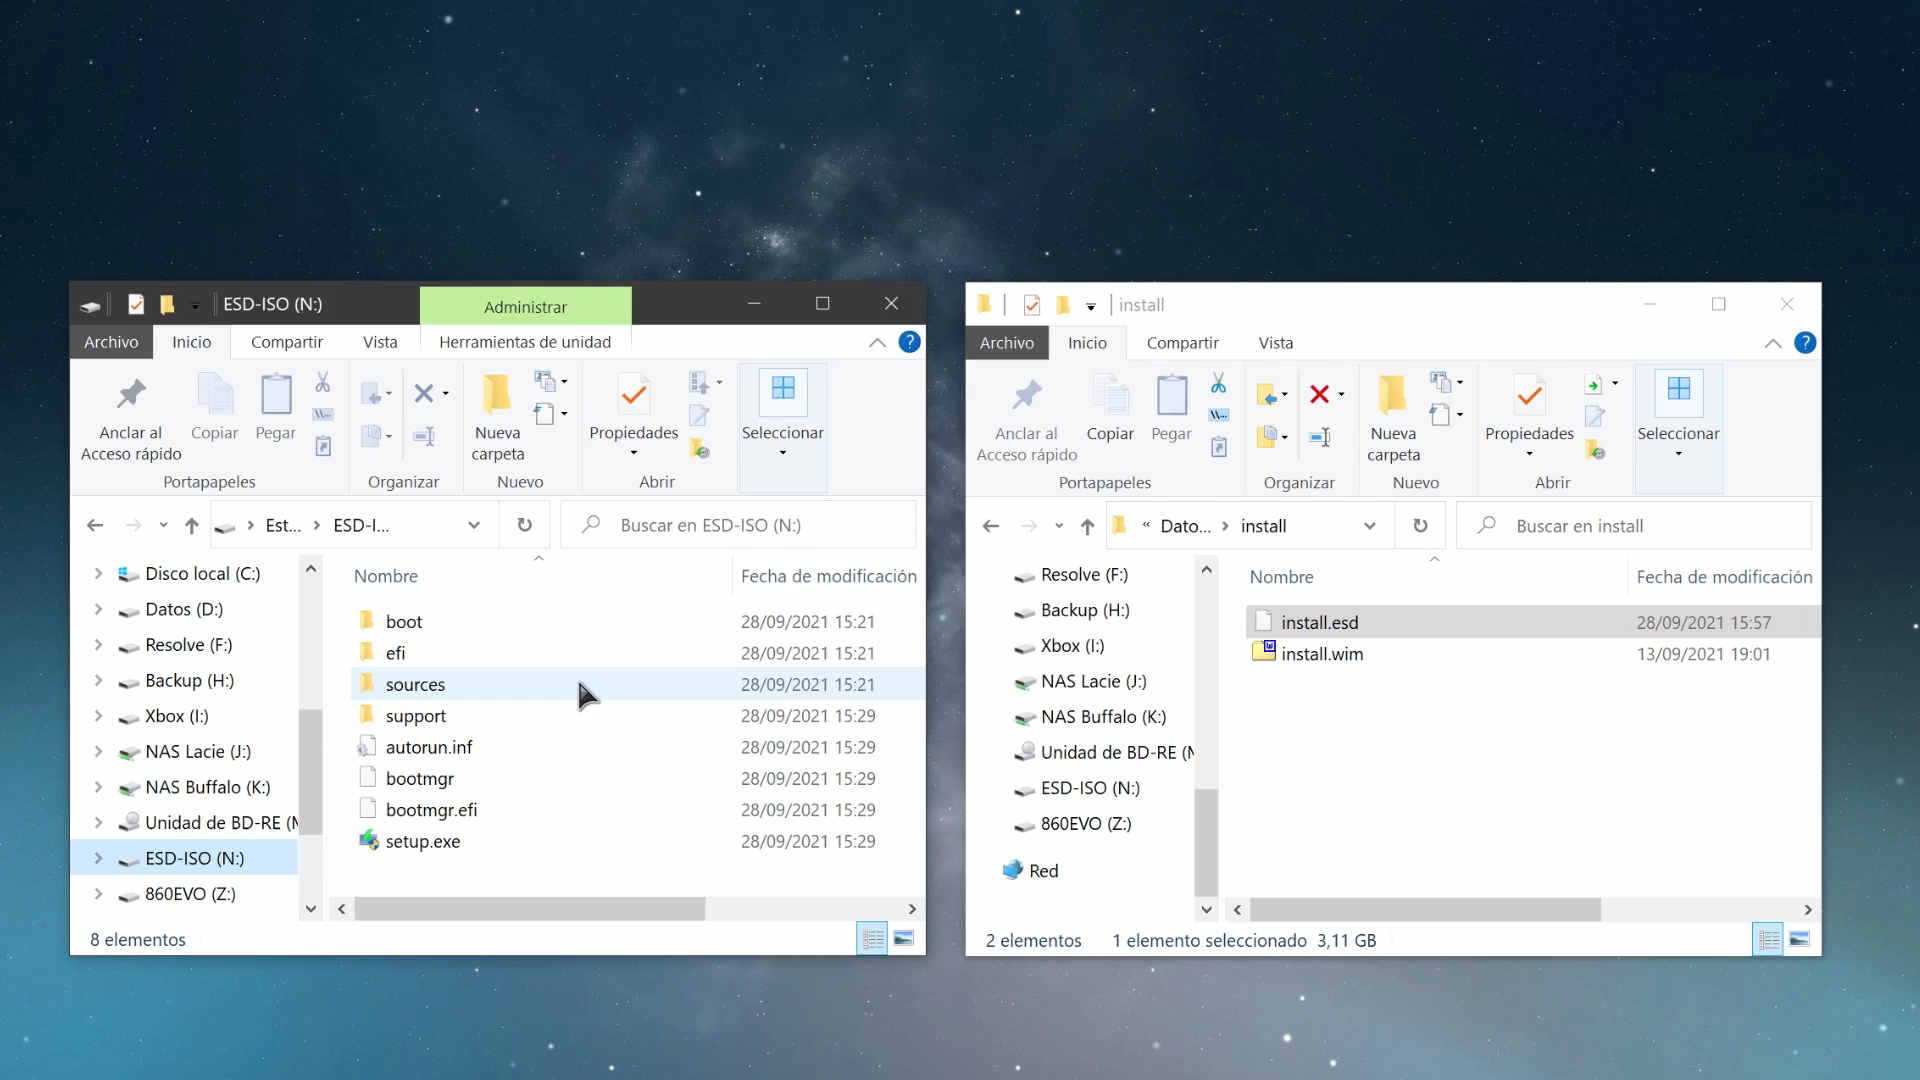 ESD-ISO (N:)
Administrar
Archivo
Inicio
Compartir
Vista
Herramientas de unidad
?
Anclar al
Acceso rápido
Copiar
Pegar
Nueva
carpeta
Propiedades
Seleccionar
Portapapeles
Organizar
Nuevo
Abrir
Est...
ESD-I...
Buscar en ESD-ISO (N:)
Disco local (C:)
Datos (D:)
Resolve (F:)
Backup (H:)
Xbox (I:)
NAS Lacie (J:)
NAS Buffalo (K:)
Unidad de BD-RE (
ESD-ISO (N:)
860EVO (Z:)
Nombre
Fecha de modificación
boot 28/09/2021 15:21
efi 28/09/2021 15:21
sources 28/09/2021 15:21
support 28/09/2021 15:29
autorun.inf 28/09/2021 15:29
bootmgr 28/09/2021 15:29
bootmgr.efi 28/09/2021 15:29
setup.exe 28/09/2021 15:29
8 elementos
install
Archivo
Inicio
Compartir
Vista
?
Anclar al
Acceso rápido
Copiar
Pegar
Nueva
carpeta
Propiedades
Seleccionar
Portapapeles
Organizar
Nuevo
Abrir
« Dato...
install
Buscar en install
Resolve (F:)
Backup (H:)
Xbox (I:)
NAS Lacie (J:)
NAS Buffalo (K:)
Unidad de BD-RE (
ESD-ISO (N:)
860EVO (Z:)
Red
Nombre
Fecha de modificación
install.esd 28/09/2021 15:57
install.wim 13/09/2021 19:01
2 elementos
1 elemento seleccionado 3,11 GB